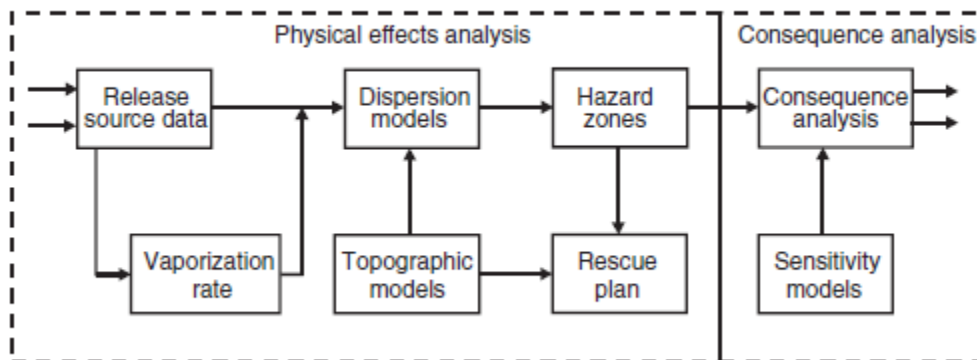 Physical effects analysis
Consequence analysis
Release
source data
Dispersion
models
Hazard
zones
Consequence
analysis
Vaporization
rate
Topographic
models
Rescue
plan
Sensitivity
models